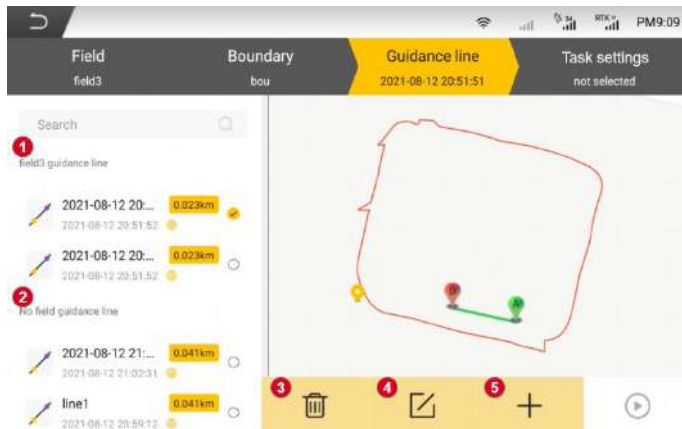 34 RTK PM9:09
Field Boundary Guidance line Task settings
field3 bou 2021-08-12 20:51:51 not selected
Search
1
field3 guidance line
2021-08-12 20:... 0.023km
2021-08-12 20:51:52
2021-08-12 20:... 0.023km
2021-08-12 20:51:52
2
No field guidance line
2021-08-12 21:... 0.041km
2021-08-12 21:02:31
line1 0.041km
2021-08-12 20:59:12
A
3 4 5